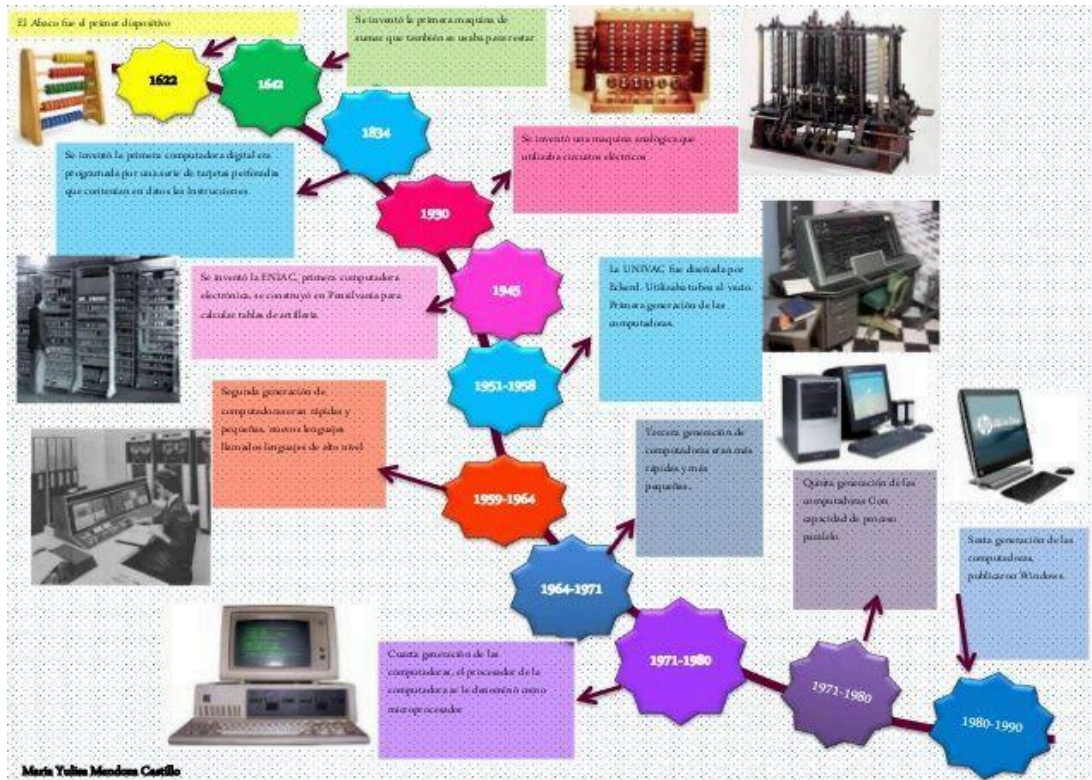 El Abaco fue el primer dispositivo
1622
Se inventó la primera maquina de
sumar que también se usaba para restar
1642
1834
Se inventó la primera computadora digital era
programada por una serie de tarjetas perforadas
que contenían en datos las Instrucciones
Se inventó una maquina analógica que
utilizaba circuitos eléctricos
1930
Se inventó la ENIAC, primera computadora
electrónica, se construyó en Pensilvania para
calcular tablas de artillería.
1945
La UNIVAC fue diseñada por
Eckerd. Utilizaba tubos al vacio.
Primera generación de las
computadoras.
1951-1958
Segunda generación de
computadoras eran rápidas y
pequeñas, nuevos lenguajes
llamados lenguajes de alto nivel
1959-1964
Tercera generación de
computadoras eran más
rápidas y más
pequeñas..
1964-1971
Cuarta generación de las
computadoras, el procesador de la
computadora se le denominó como
microprocesador
1971-1980
Quinta generación de las
computadoras Con
capacidad de proceso
paralelo.
1971-1980
hp
Sexta generación de las
computadoras,
publicaron Windows.
1980-1990
María Yulisa Mendoza Castillo